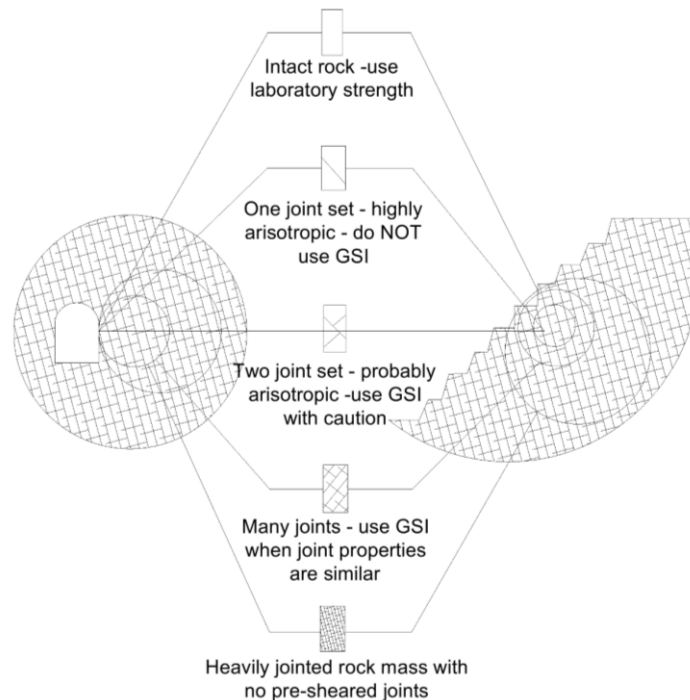 Intact rock -use
laboratory strength
One joint set - highly
arisotropic - do NOT
use GSI
Two joint set - probably
arisotropic -use GSI
with caution
Many joints - use GSI
when joint properties
are similar
Heavily jointed rock mass with
no pre-sheared joints